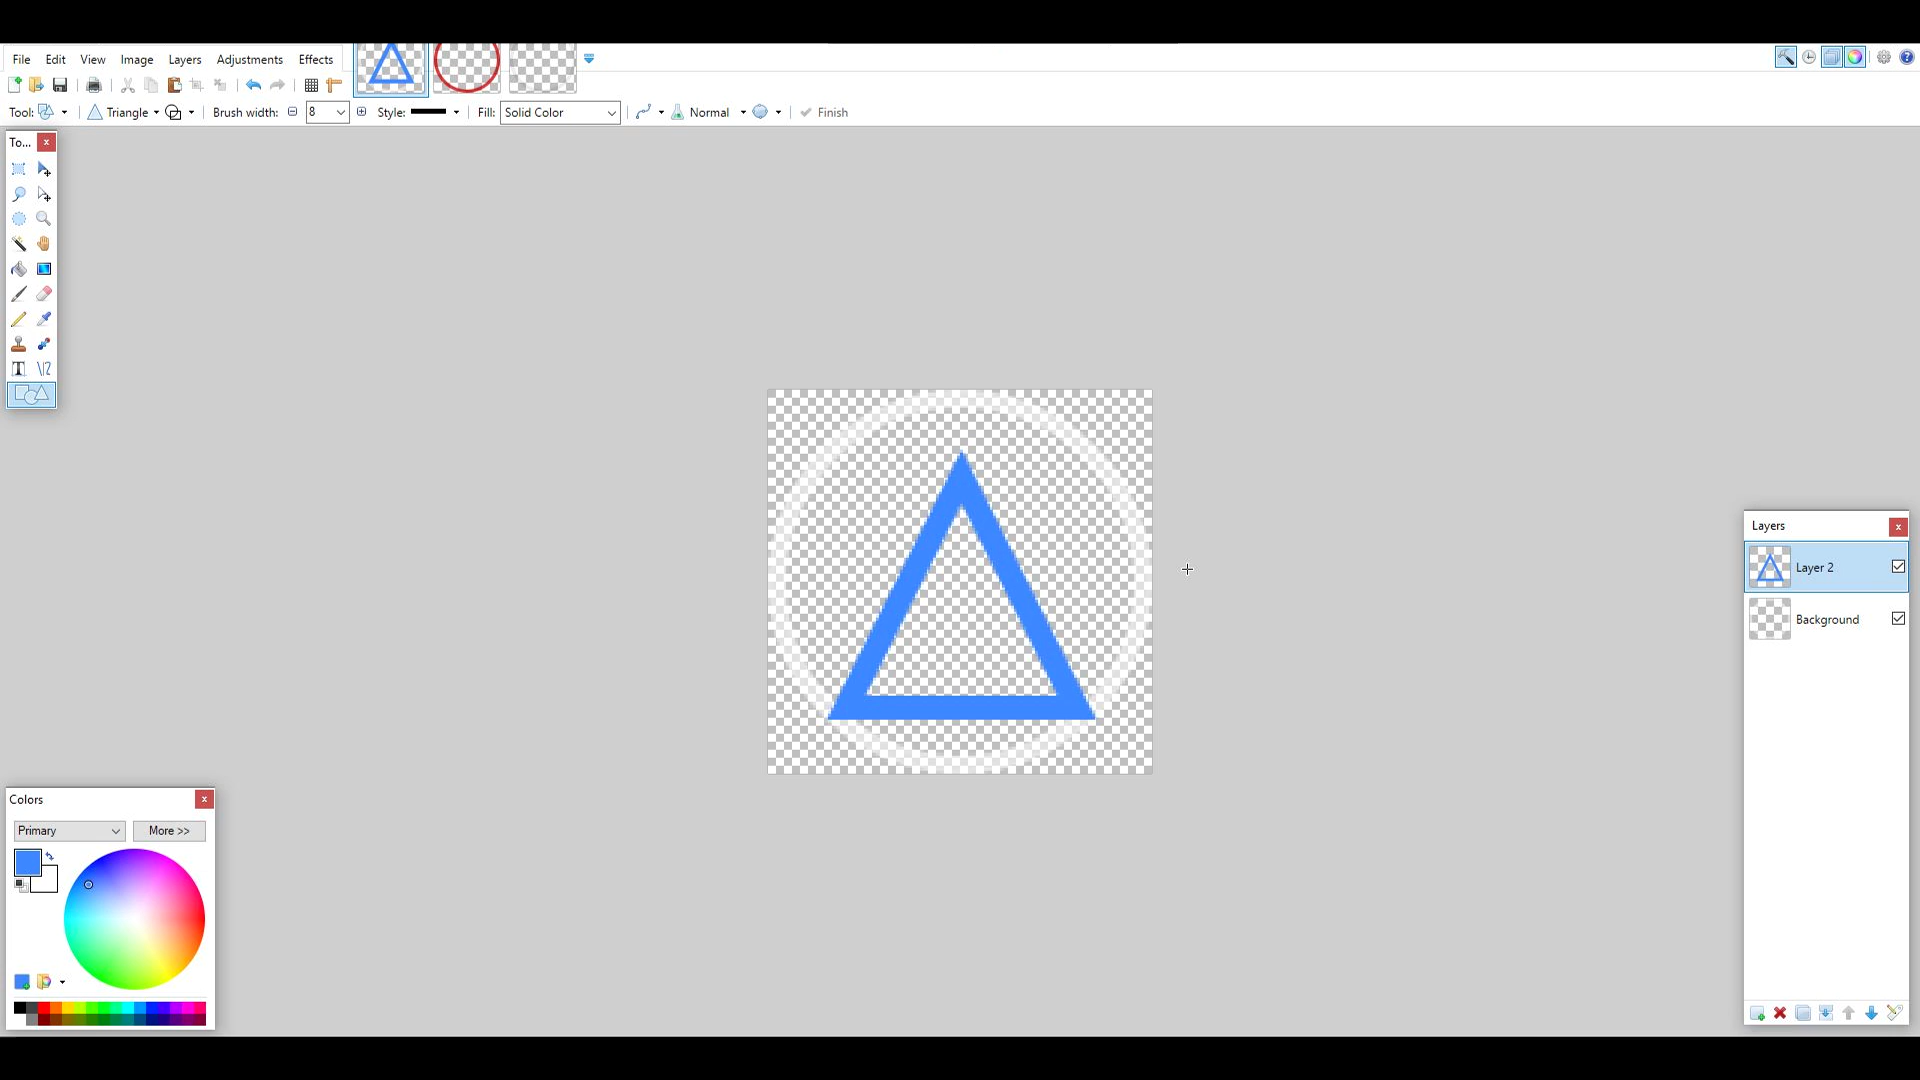 File Edit View Image Layers Adjustments Effects
Tool: Triangle Brush width: 8 Style: Fill: Solid Color Normal Finish
To...
Layers
Layer 2
Background
Colors
Primary More >>